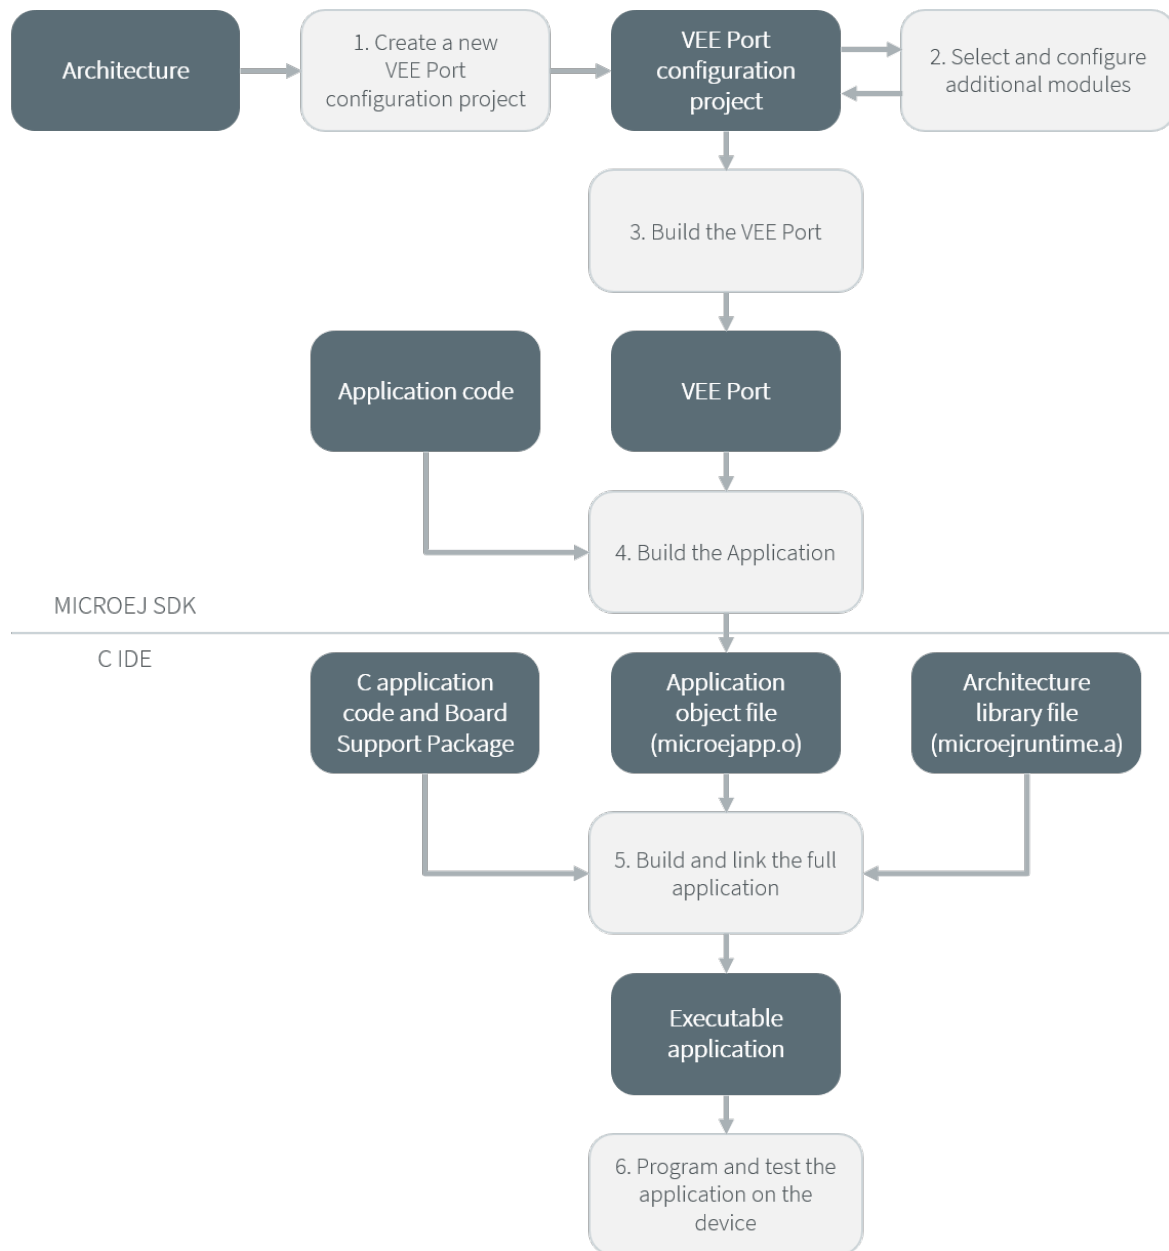 Architecture
1. Create a new
VEE Port
configuration project
VEE Port
configuration
project
2. Select and configure
additional modules
3. Build the VEE Port
Application code
VEE Port
4. Build the Application
MICROEJ SDK
C IDE
C application
code and Board
Support Package
Application
object file
(microejapp.o)
Architecture
library file
(microejruntime.a)
5. Build and link the full
application
Executable
application
6. Program and test the
application on the
device